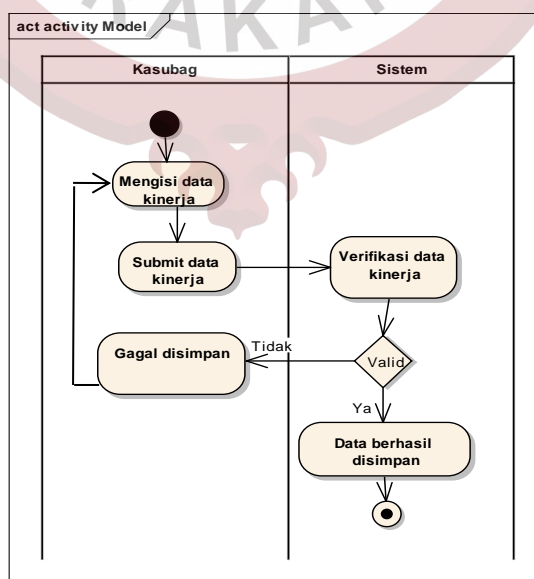 act activity Model
Kasubag
Sistem
Mengisi data
kinerja
Submit data
kinerja
Verifikasi data
kinerja
Gagal disimpan
Tidak
Valid
Ya
Data berhasil
disimpan